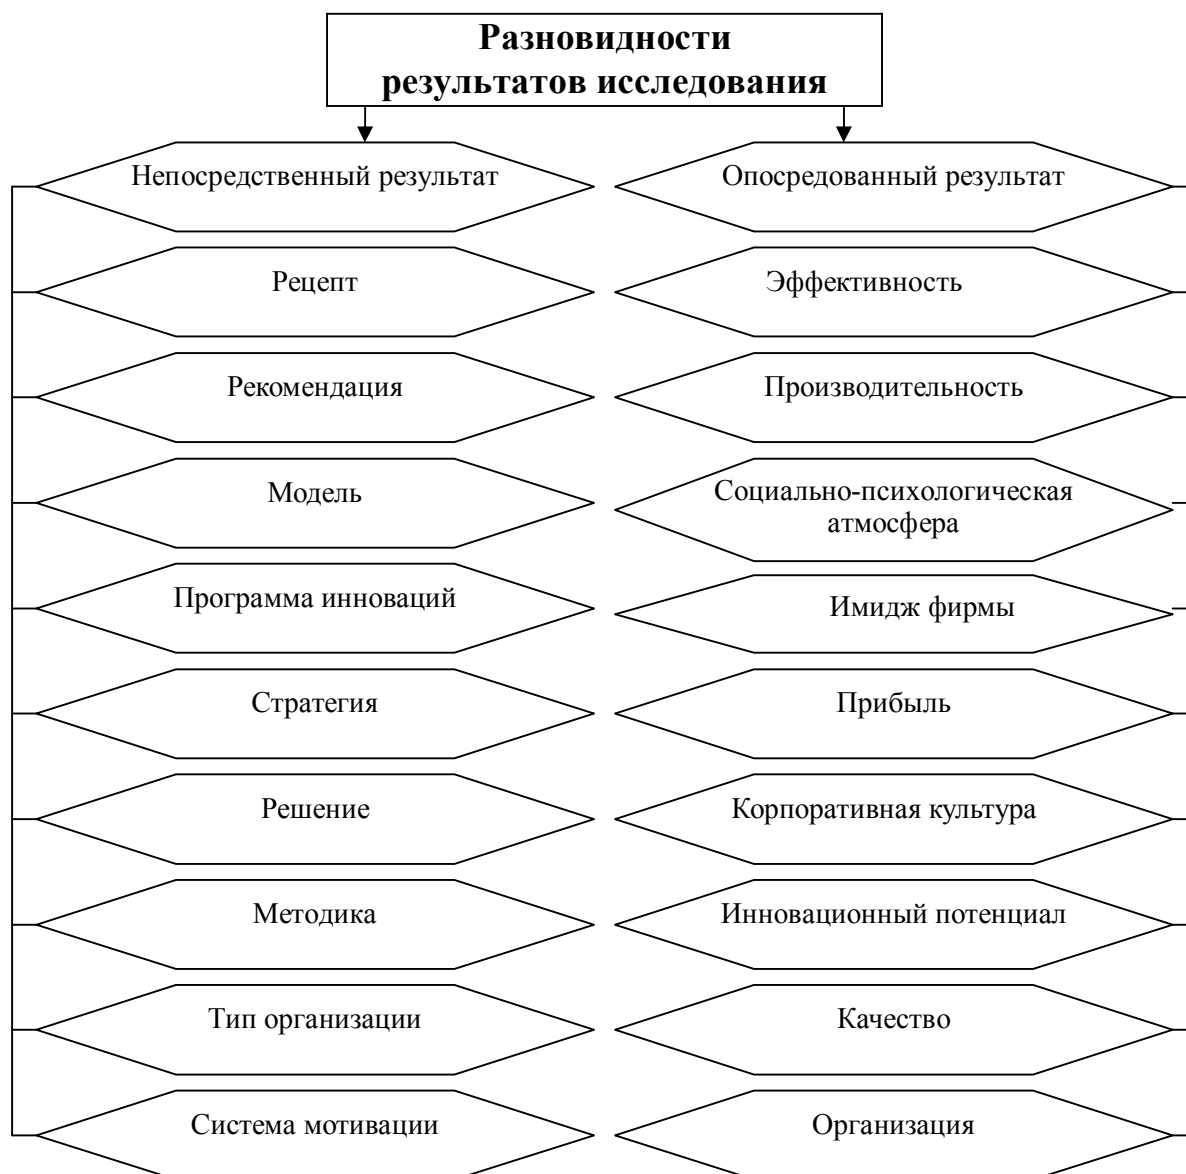 Разновидности
результатов исследования
Непосредственный результат
Опосредованный результат
Рецепт
Эффективность
Рекомендация
Производительность
Модель
Социально-психологическая
атмосфера
Программа инноваций
Имидж фирмы
Стратегия
Прибыль
Решение
Корпоративная культура
Методика
Инновационный потенциал
Тип организации
Качество
Система мотивации
Организация